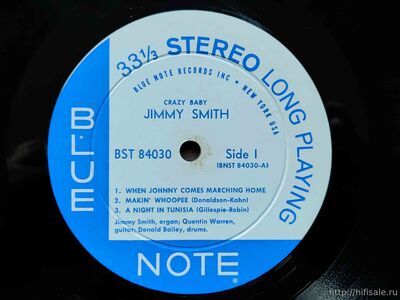 33⅓ STEREO LONG PLAYING
BLUE NOTE RECORDS INC • NEW YORK USA
CRAZY BABY
JIMMY SMITH
BST 84030
Side 1
(BNST 84030-A)
1. WHEN JOHNNY COMES MARCHING HOME
2. MAKIN' WHOOPEE (Donaldson-Kahn)
3. A NIGHT IN TUNISIA (Gillespie-Robin)
Jimmy Smith, organ; Quentin Warren,
guitar; Donald Bailey, drums.
BLUE
NOTE
®
https://hifisale.ru